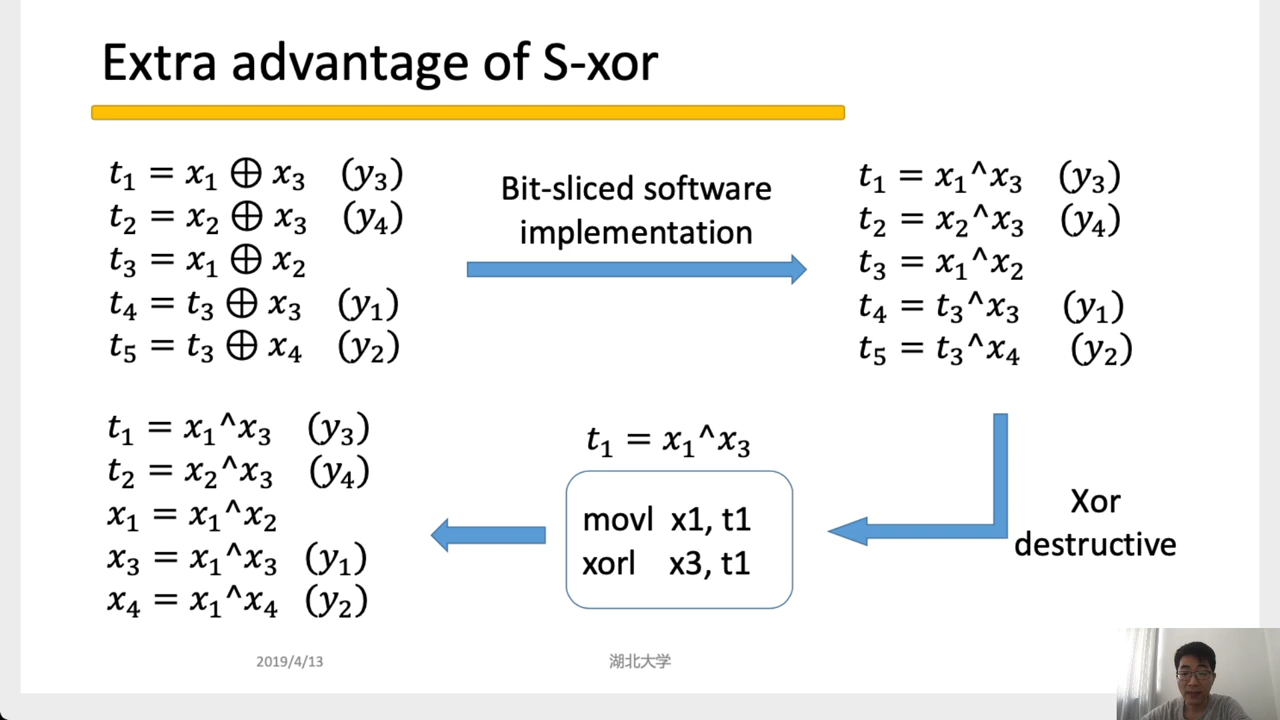 Extra advantage of S-xor
t₁ = x₁ ⊕ x₃ (y₃)
t₂ = x₂ ⊕ x₃ (y₄)
t₃ = x₁ ⊕ x₂
t₄ = t₃ ⊕ x₃ (y₁)
t₅ = t₃ ⊕ x₄ (y₂)
Bit-sliced software
implementation
t₁ = x₁^x₃ (y₃)
t₂ = x₂^x₃ (y₄)
t₃ = x₁^x₂
t₄ = t₃^x₃ (y₁)
t₅ = t₃^x₄ (y₂)
Xor
destructive
t₁ = x₁^x₃
movl x1, t1
xorl x3, t1
t₁ = x₁^x₃ (y₃)
t₂ = x₂^x₃ (y₄)
x₁ = x₁^x₂
x₃ = x₁^x₃ (y₁)
x₄ = x₁^x₄ (y₂)
2019/4/13
湖北大学